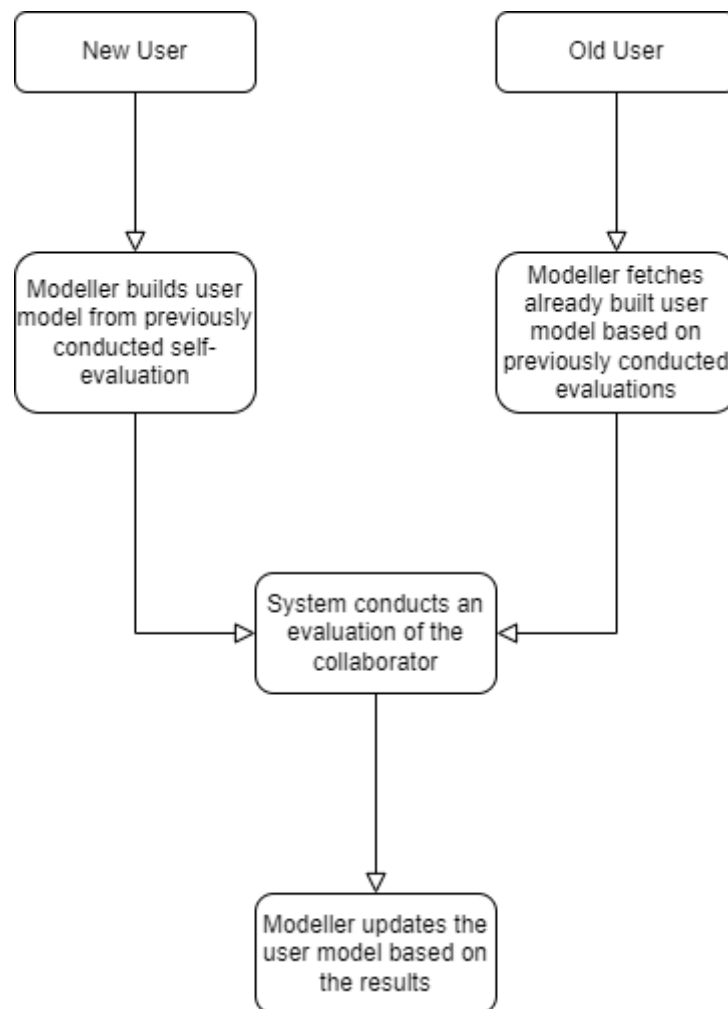 New User
Old User
Modeller builds user
model from previously
conducted self-
evaluation
Modeller fetches
already built user
model based on
previously conducted
evaluations
System conducts an
evaluation of the
collaborator
Modeller updates the
user model based on
the results